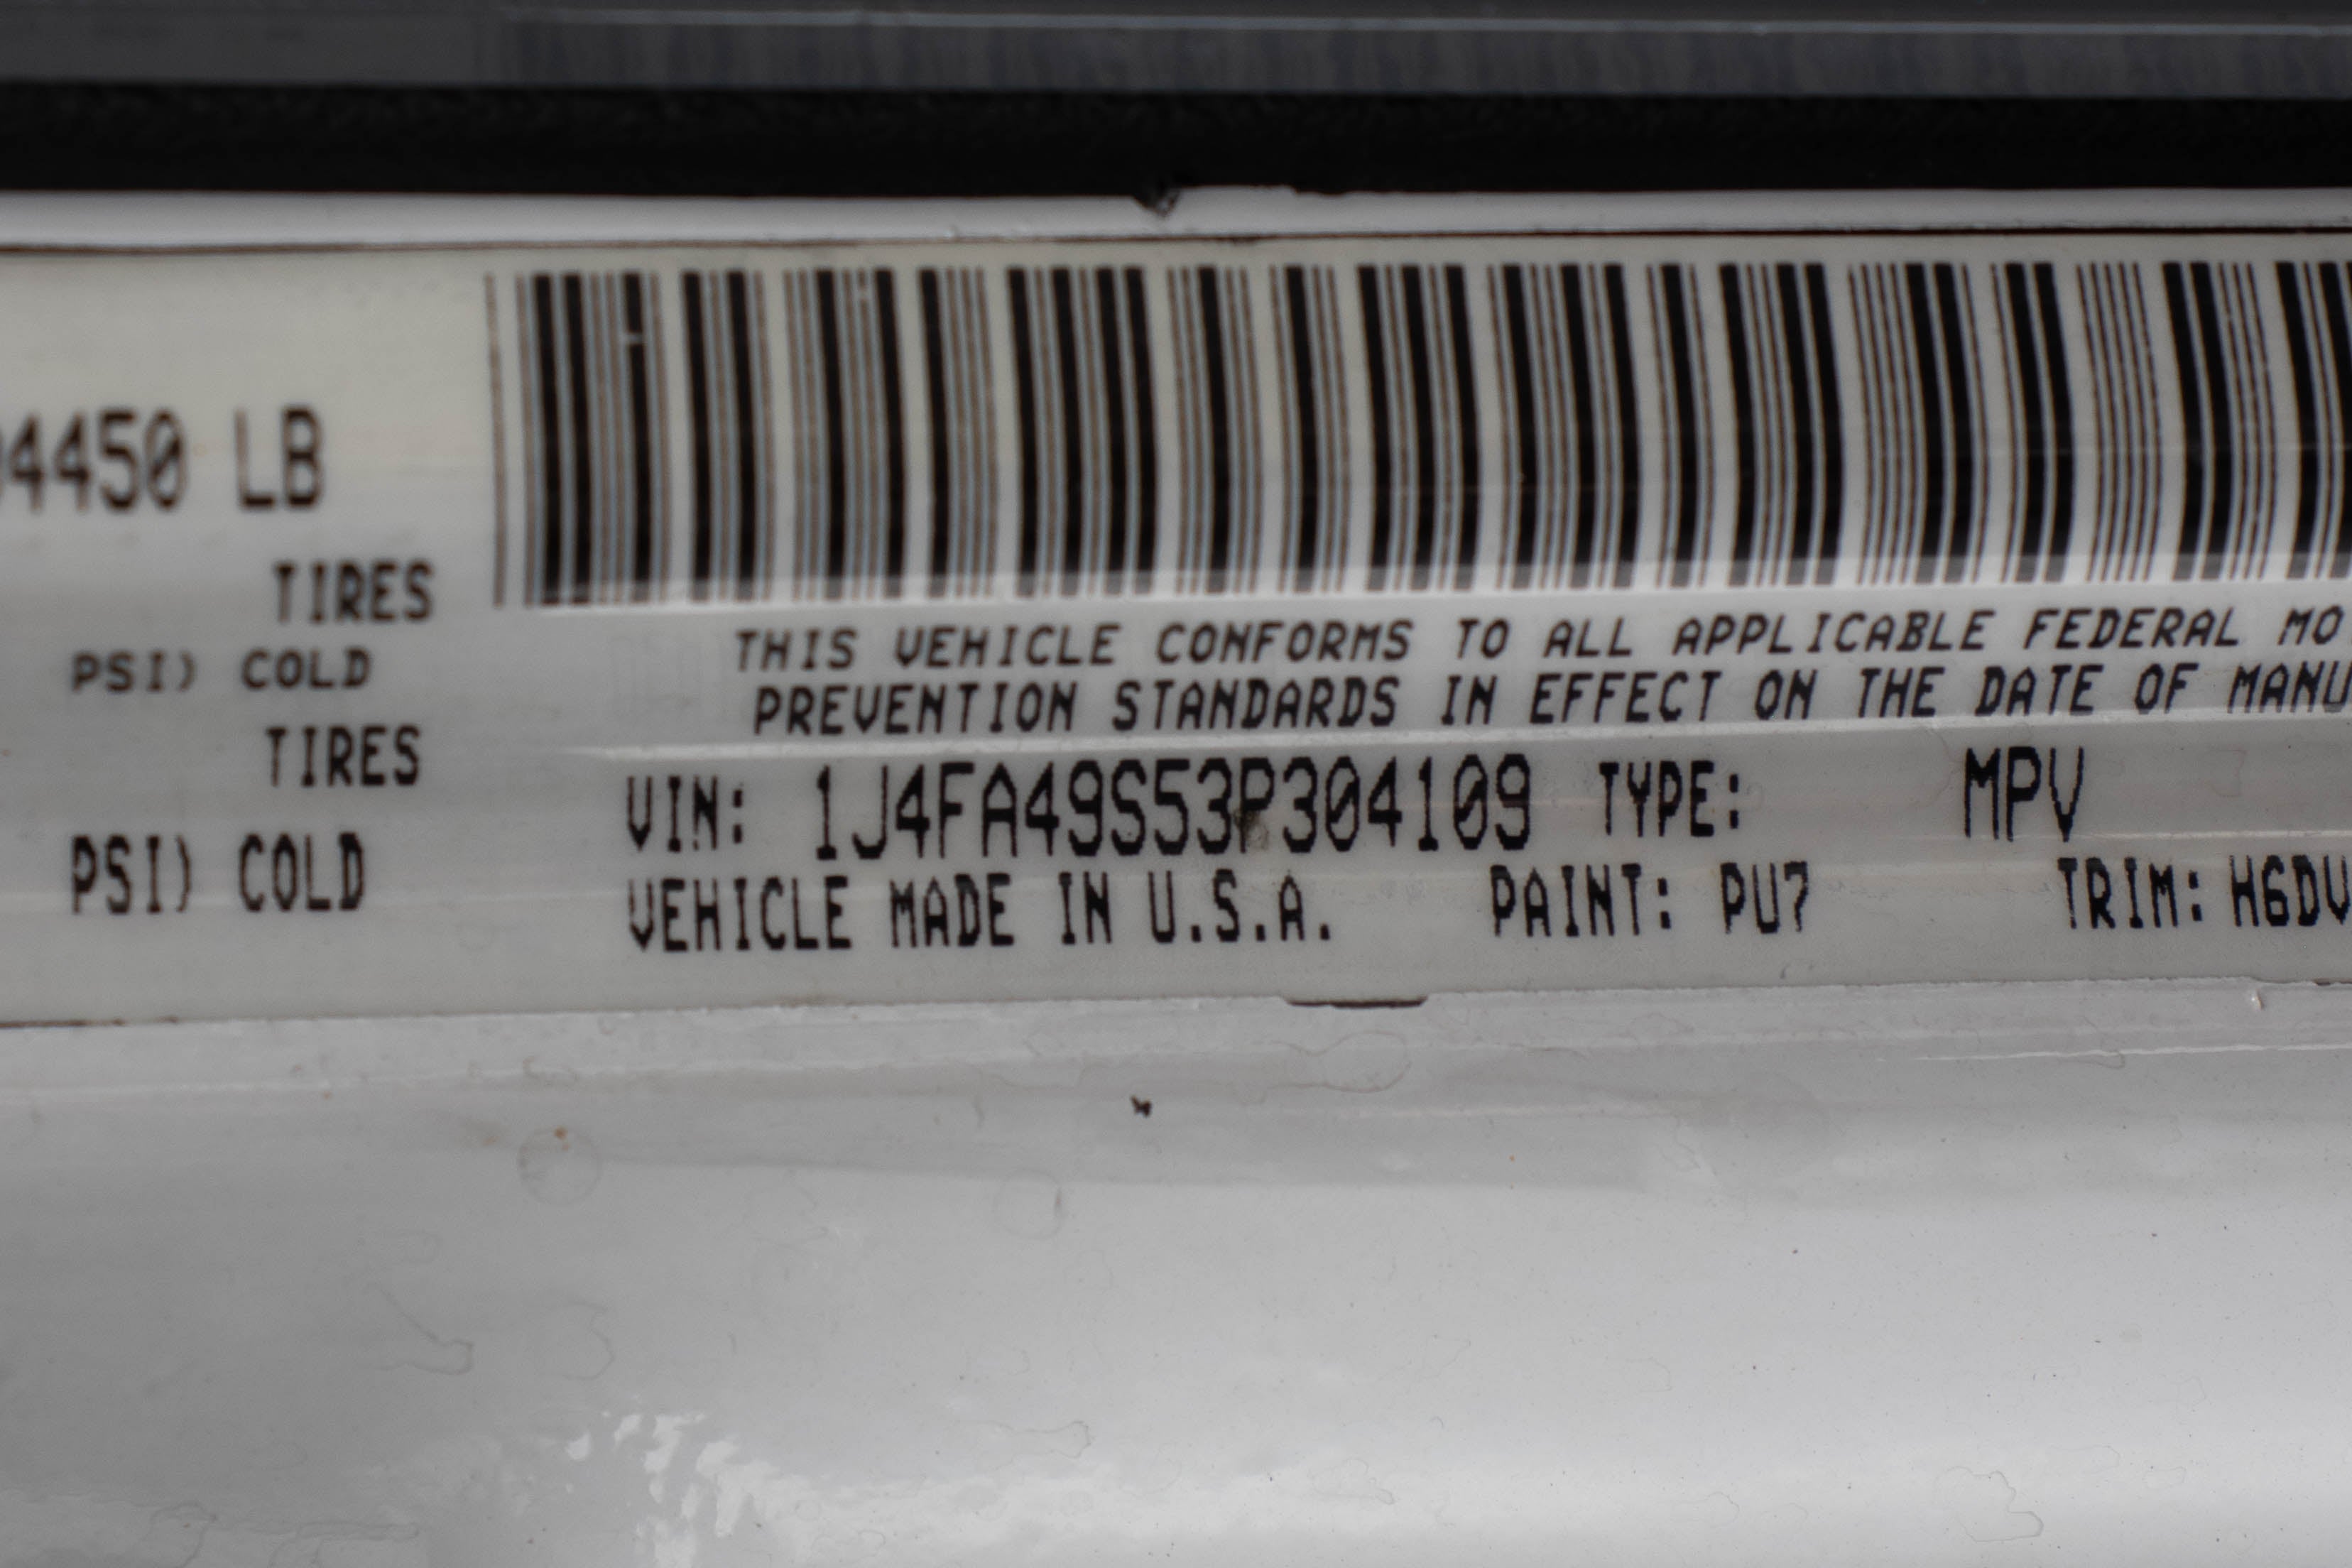 04450 LB
TIRES
PSI) COLD
TIRES
PSI) COLD
THIS VEHICLE CONFORMS TO ALL APPLICABLE FEDERAL MO
PREVENTION STANDARDS IN EFFECT ON THE DATE OF MANU
VIN: 1J4FA49S53P304109 TYPE: MPV
VEHICLE MADE IN U.S.A. PAINT: PU7 TRIM: H6DV